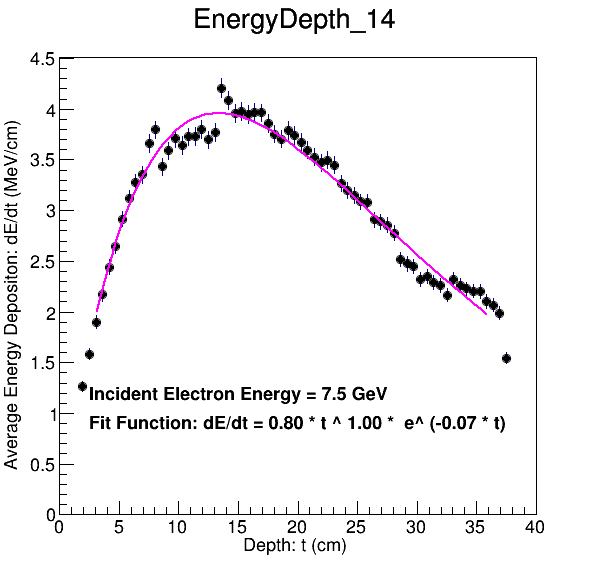 EnergyDepth_14
Average Energy Depositon: dE/dt (MeV/cm)
4.5
4
3.5
3
2.5
2
1.5
1
0.5
0
Incident Electron Energy = 7.5 GeV
Fit Function: dE/dt = 0.80 * t ^ 1.00 *  e^ (-0.07 * t)
0 5 10 15 20 25 30 35 40
Depth: t (cm)